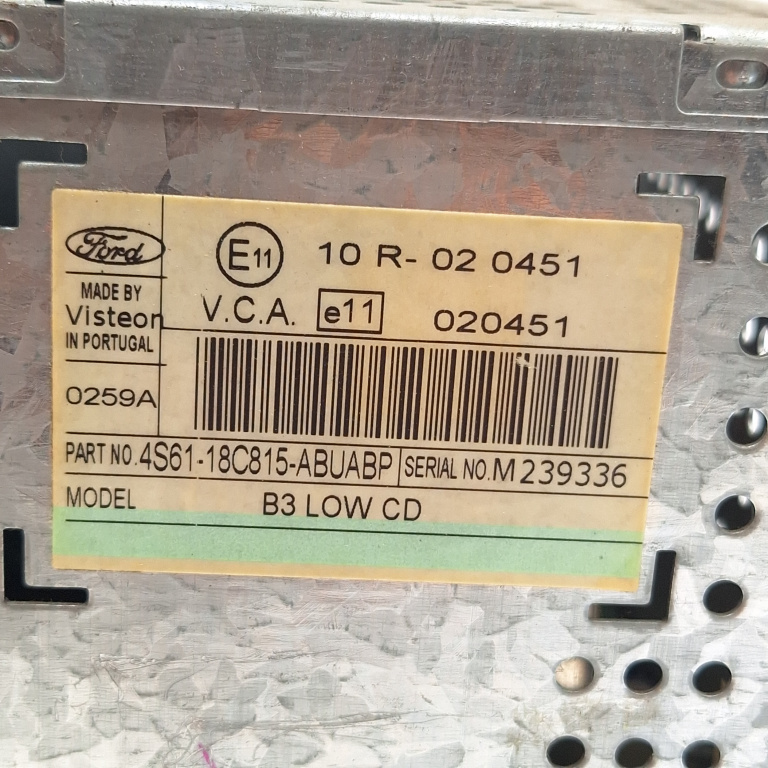 Ford
E11 10 R- 02 0451
MADE BY
Visteon
IN PORTUGAL
V.C.A. e11 020451
0259A
PART NO. 4S61-18C815-ABUABP SERIAL NO. M239336
MODEL B3 LOW CD